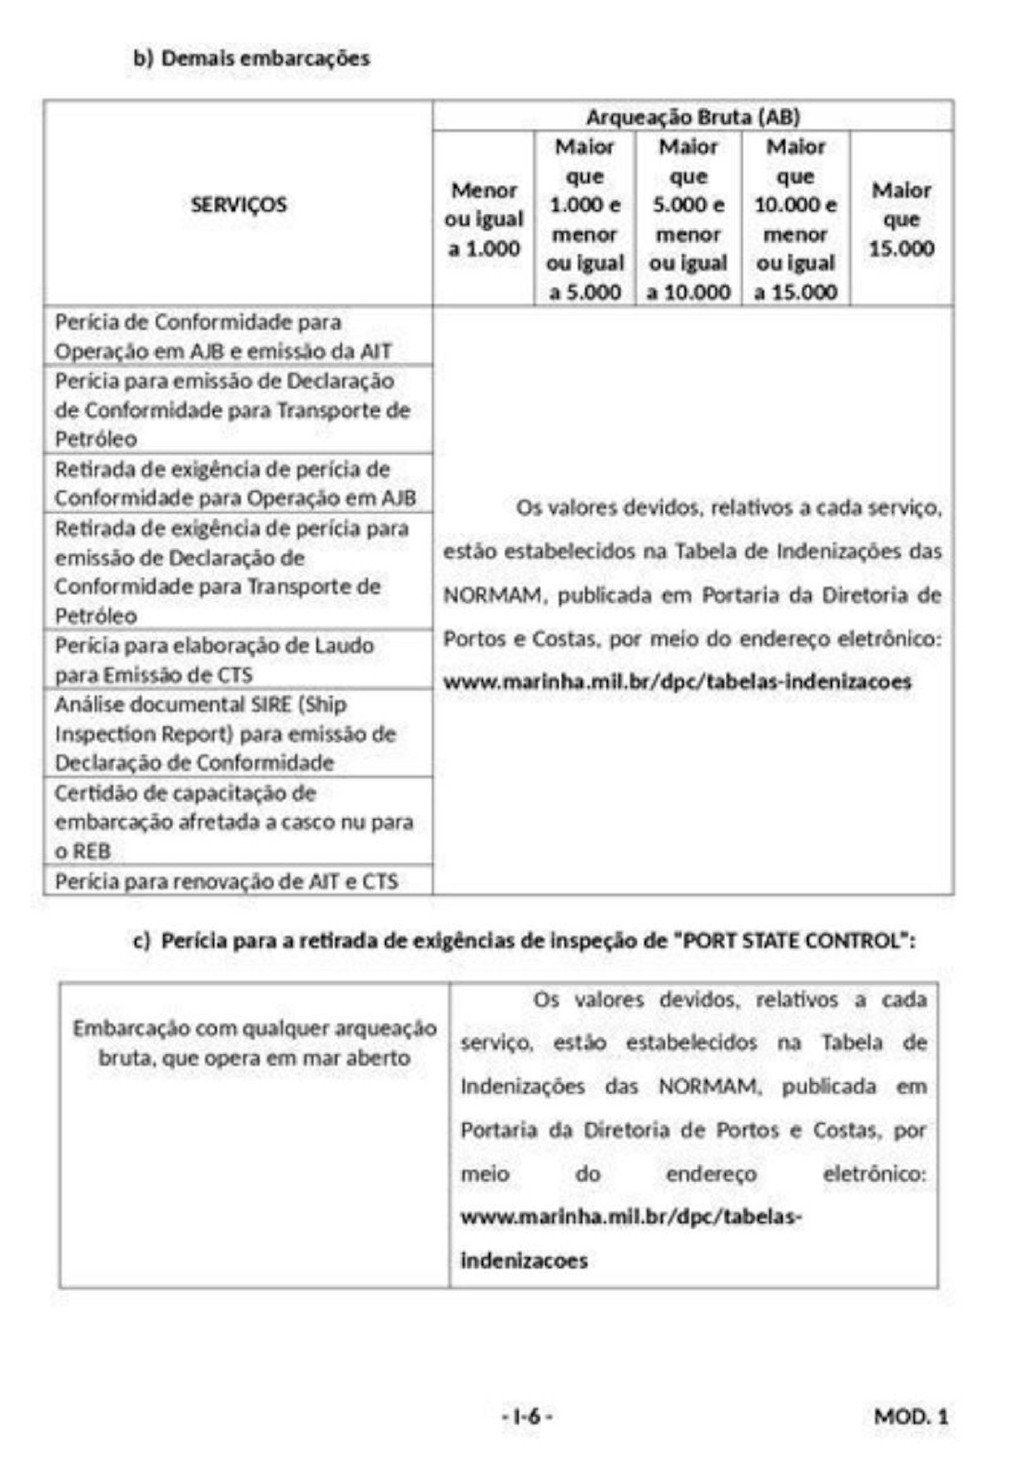 b) Demais embarcações
SERVIÇOS
Arqueação Bruta (AB)
Menor
ou igual
a 1.000
Maior
que
1.000 e
menor
ou igual
a 5.000
Maior
que
5.000 e
menor
ou igual
a 10.000
Maior
que
10.000 e
menor
ou igual
a 15.000
Maior
que
15.000
Perícia de Conformidade para
Operação em AJB e emissão da AIT
Perícia para emissão de Declaração
de Conformidade para Transporte de
Petróleo
Retirada de exigência de perícia de
Conformidade para Operação em AJB
Retirada de exigência de perícia para
emissão de Declaração de
Conformidade para Transporte de
Petróleo
Perícia para elaboração de Laudo
para Emissão de CTS
Análise documental SIRE (Ship
Inspection Report) para emissão de
Declaração de Conformidade
Certidão de capacitação de
embarcação afretada a casco nu para
o REB
Perícia para renovação de AIT e CTS
Os valores devidos, relativos a cada serviço,
estão estabelecidos na Tabela de Indenizações das
NORMAM, publicada em Portaria da Diretoria de
Portos e Costas, por meio do endereço eletrônico:
www.marinha.mil.br/dpc/tabelas-indenizacoes
c) Perícia para a retirada de exigências de inspeção de "PORT STATE CONTROL":
Embarcação com qualquer arqueação
bruta, que opera em mar aberto
Os valores devidos, relativos a cada
serviço, estão estabelecidos na Tabela de
Indenizações das NORMAM, publicada em
Portaria da Diretoria de Portos e Costas, por
meio do endereço eletrônico:
www.marinha.mil.br/dpc/tabelas-
indenizacoes
- I-6 -
MOD. 1